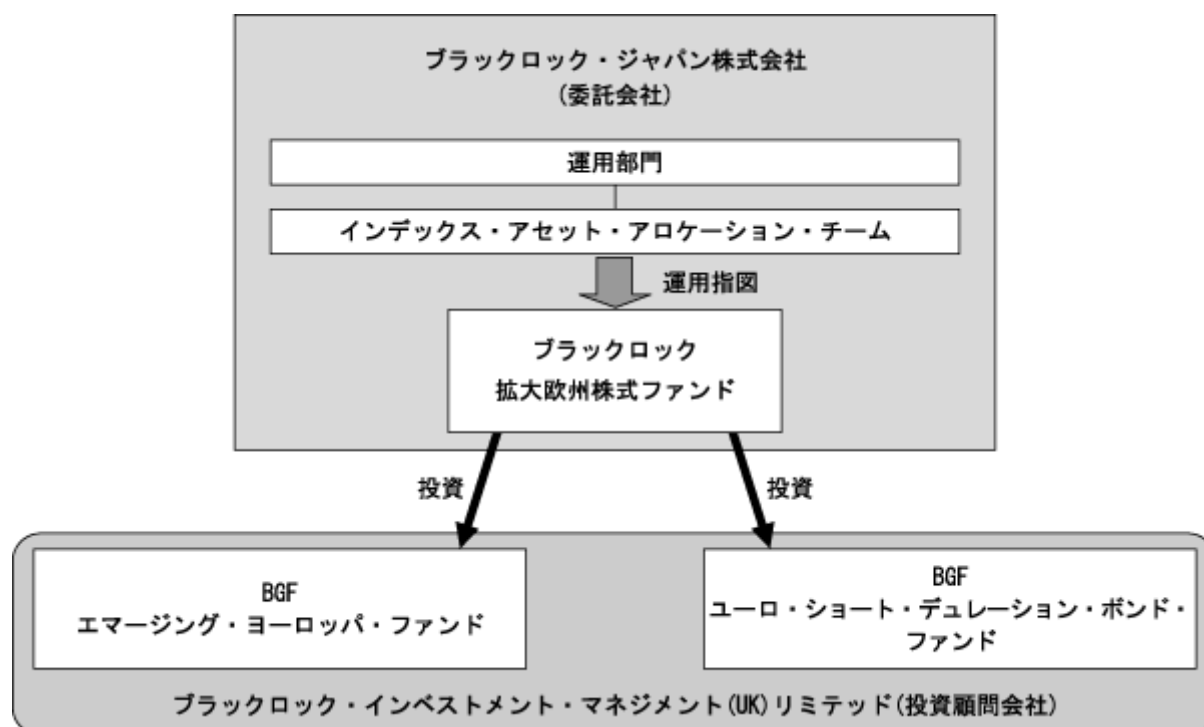 ブラックロック・ジャパン株式会社
(委託会社)
運用部門
インデックス・アセット・アロケーション・チーム
運用指図
ブラックロック
拡大欧州株式ファンド
投資
投資
BGF
エマージング・ヨーロッパ・ファンド
BGF
ユーロ・ショート・デュレーション・ボンド・
ファンド
ブラックロック・インベストメント・マネジメント(UK)リミテッド(投資顧問会社)